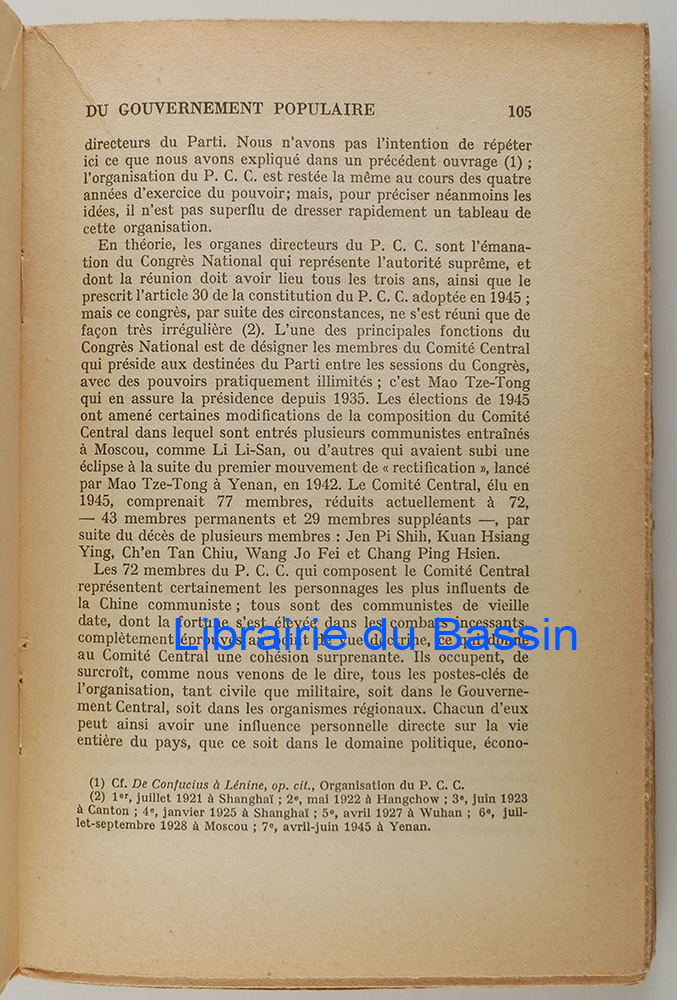 DU GOUVERNEMENT POPULAIRE 105
directeurs du Parti. Nous n'avons pas l'intention de répéter
ici ce que nous avons expliqué dans un précédent ouvrage (1) ;
l'organisation du P. C. C. est restée la même au cours des quatre
années d'exercice du pouvoir; mais, pour préciser néanmoins les
idées, il n'est pas superflu de dresser rapidement un tableau de
cette organisation.
En théorie, les organes directeurs du P. C. C. sont l'émana-
tion du Congrès National qui représente l'autorité suprême, et
dont la réunion doit avoir lieu tous les trois ans, ainsi que le
prescrit l'article 30 de la constitution du P. C. C. adoptée en 1945 ;
mais ce congrès, par suite des circonstances, ne s'est réuni que de
façon très irrégulière (2). L'une des principales fonctions du
Congrès National est de désigner les membres du Comité Central
qui préside aux destinées du Parti entre les sessions du Congrès,
avec des pouvoirs pratiquement illimités ; c'est Mao Tze-Tong
qui en assure la présidence depuis 1935. Les élections de 1945
ont amené certaines modifications de la composition du Comité
Central dans lequel sont entrés plusieurs communistes entraînés
à Moscou, comme Li Li-San, ou d'autres qui avaient subi une
éclipse à la suite du premier mouvement de « rectification », lancé
par Mao Tze-Tong à Yenan, en 1942. Le Comité Central, élu en
1945, comprenait 77 membres, réduits actuellement à 72,
— 43 membres permanents et 29 membres suppléants —, par
suite du décès de plusieurs membres : Jen Pi Shih, Kuan Hsiang
Ying, Ch'en Tan Chiu, Wang Jo Fei et Chang Ping Hsien.
Les 72 membres du P. C. C. qui composent le Comité Central
représentent certainement les personnages les plus influents de
la Chine communiste ; tous sont des communistes de vieille
date, dont la fortune s'est élevée dans les combats incessants,
Librairie du Bassin
complètement éprouvés au point de vue doctrine, ce qui donne
au Comité Central une cohésion surprenante. Ils occupent, de
surcroît, comme nous venons de le dire, tous les postes-clés de
l'organisation, tant civile que militaire, soit dans le Gouverne-
ment Central, soit dans les organismes régionaux. Chacun d'eux
peut ainsi avoir une influence personnelle directe sur la vie
entière du pays, que ce soit dans le domaine politique, écono-
(1) Cf. De Confucius à Lénine, op. cit., Organisation du P. C. C.
(2) 1er, juillet 1921 à Shanghaï ; 2e, mai 1922 à Hangchow ; 3e, juin 1923
à Canton ; 4e, janvier 1925 à Shanghaï ; 5e, avril 1927 à Wuhan ; 6e, juil-
let-septembre 1928 à Moscou ; 7e, avril-juin 1945 à Yenan.